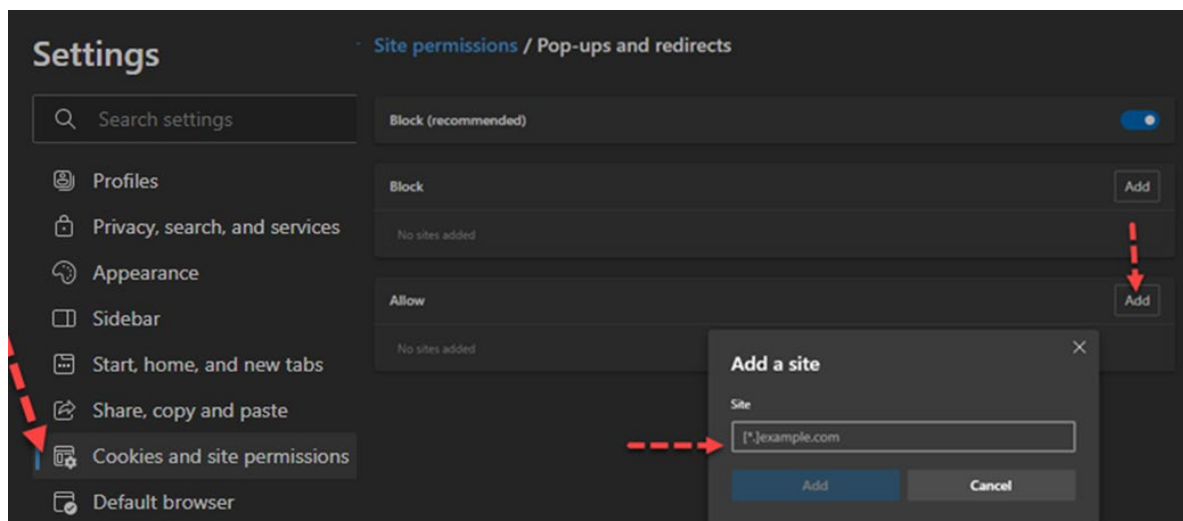 Settings
Search settings
Profiles
Privacy, search, and services
Appearance
Sidebar
Start, home, and new tabs
Share, copy and paste
Cookies and site permissions
Default browser
Site permissions / Pop-ups and redirects
Block (recommended)
Block
Add
No sites added
Allow
Add
No sites added
Add a site
Site
[*.]example.com
Add
Cancel